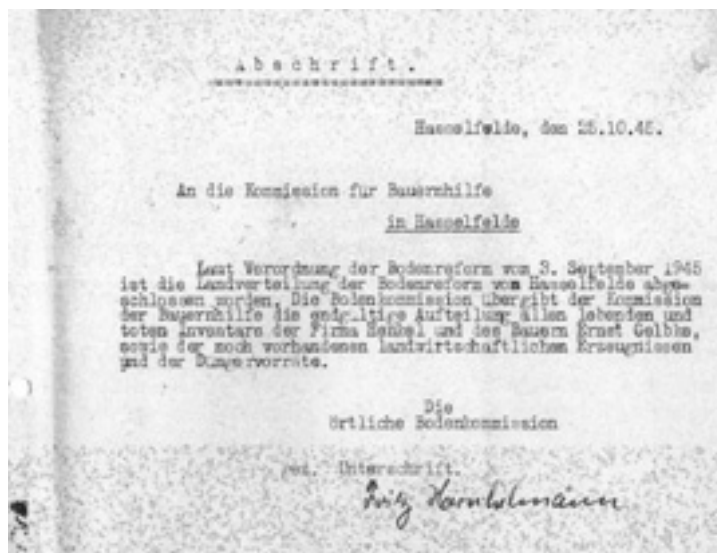 Abschrift.
Hasselfelde, den 25.10.45.
An die Kommission für Bauernhilfe
in Hasselfelde
Laut Verordnung der Bodenreform vom 3. September 1945
ist die Landverteilung der Bodenreform von Hasselfelde abge-
schlossen worden. Die Bodenkommission übergibt der Kommission
der Bauernhilfe die endgültige Aufteilung allen lebenden und
toten Inventars der Firma Henkel und des Bauern Ernst Gelbke,
sowie der noch vorhandenen landwirtschaftlichen Erzeugnissen
und der Düngervorräte.
Die
örtliche Bodenkommission
gez. Unterschrift.
Fritz